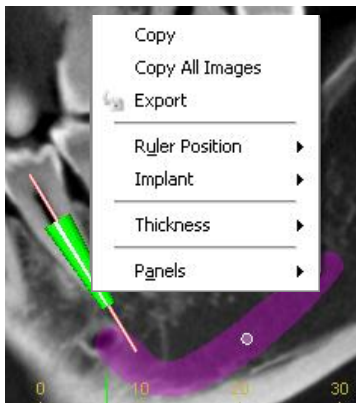 Copy
Copy All Images
Export
Ruler Position
Implant
Thickness
Panels
0 10 20 30